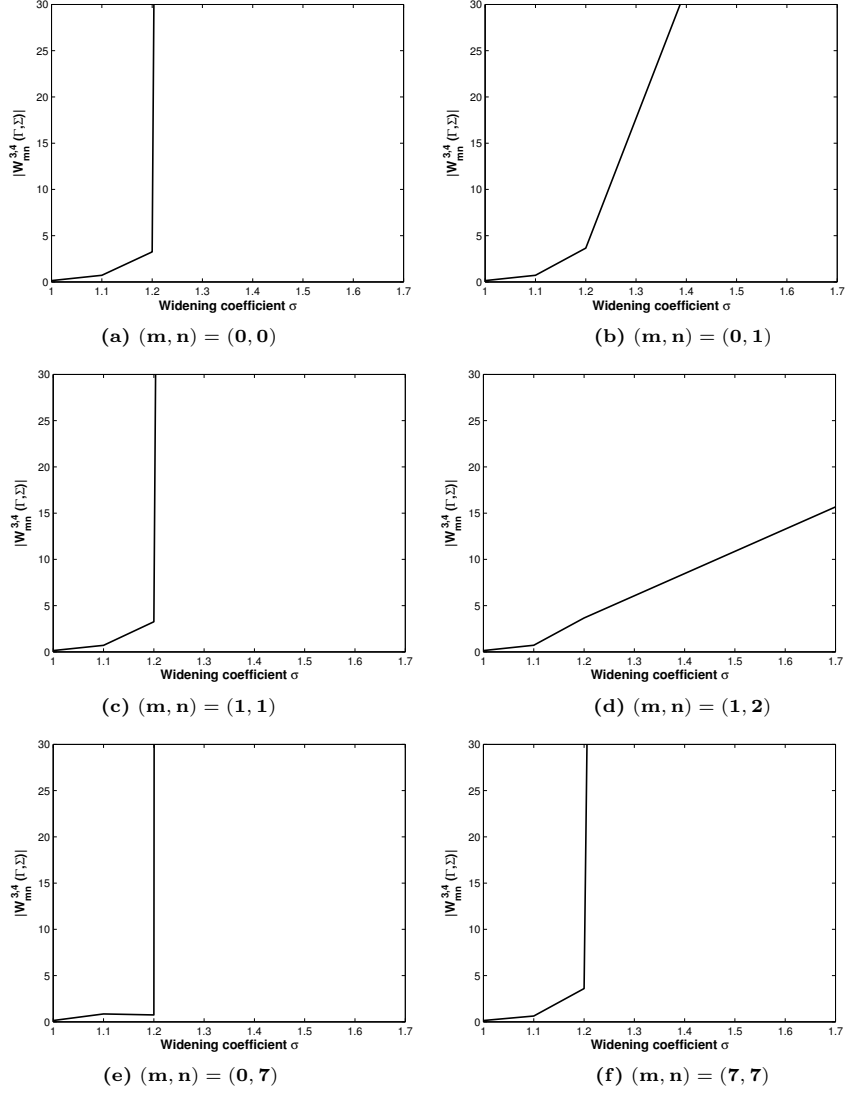 30
25
20
15
10
5
0
1 1.1 1.2 1.3 1.4 1.5 1.6 1.7
|W_mn^3,4 (Γ,Σ)|
Widening coefficient σ
(a) (m, n) = (0, 0)
30
25
20
15
10
5
0
1 1.1 1.2 1.3 1.4 1.5 1.6 1.7
|W_mn^3,4 (Γ,Σ)|
Widening coefficient σ
(b) (m, n) = (0, 1)
30
25
20
15
10
5
0
1 1.1 1.2 1.3 1.4 1.5 1.6 1.7
|W_mn^3,4 (Γ,Σ)|
Widening coefficient σ
(c) (m, n) = (1, 1)
30
25
20
15
10
5
0
1 1.1 1.2 1.3 1.4 1.5 1.6 1.7
|W_mn^3,4 (Γ,Σ)|
Widening coefficient σ
(d) (m, n) = (1, 2)
30
25
20
15
10
5
0
1 1.1 1.2 1.3 1.4 1.5 1.6 1.7
|W_mn^3,4 (Γ,Σ)|
Widening coefficient σ
(e) (m, n) = (0, 7)
30
25
20
15
10
5
0
1 1.1 1.2 1.3 1.4 1.5 1.6 1.7
|W_mn^3,4 (Γ,Σ)|
Widening coefficient σ
(f) (m, n) = (7, 7)